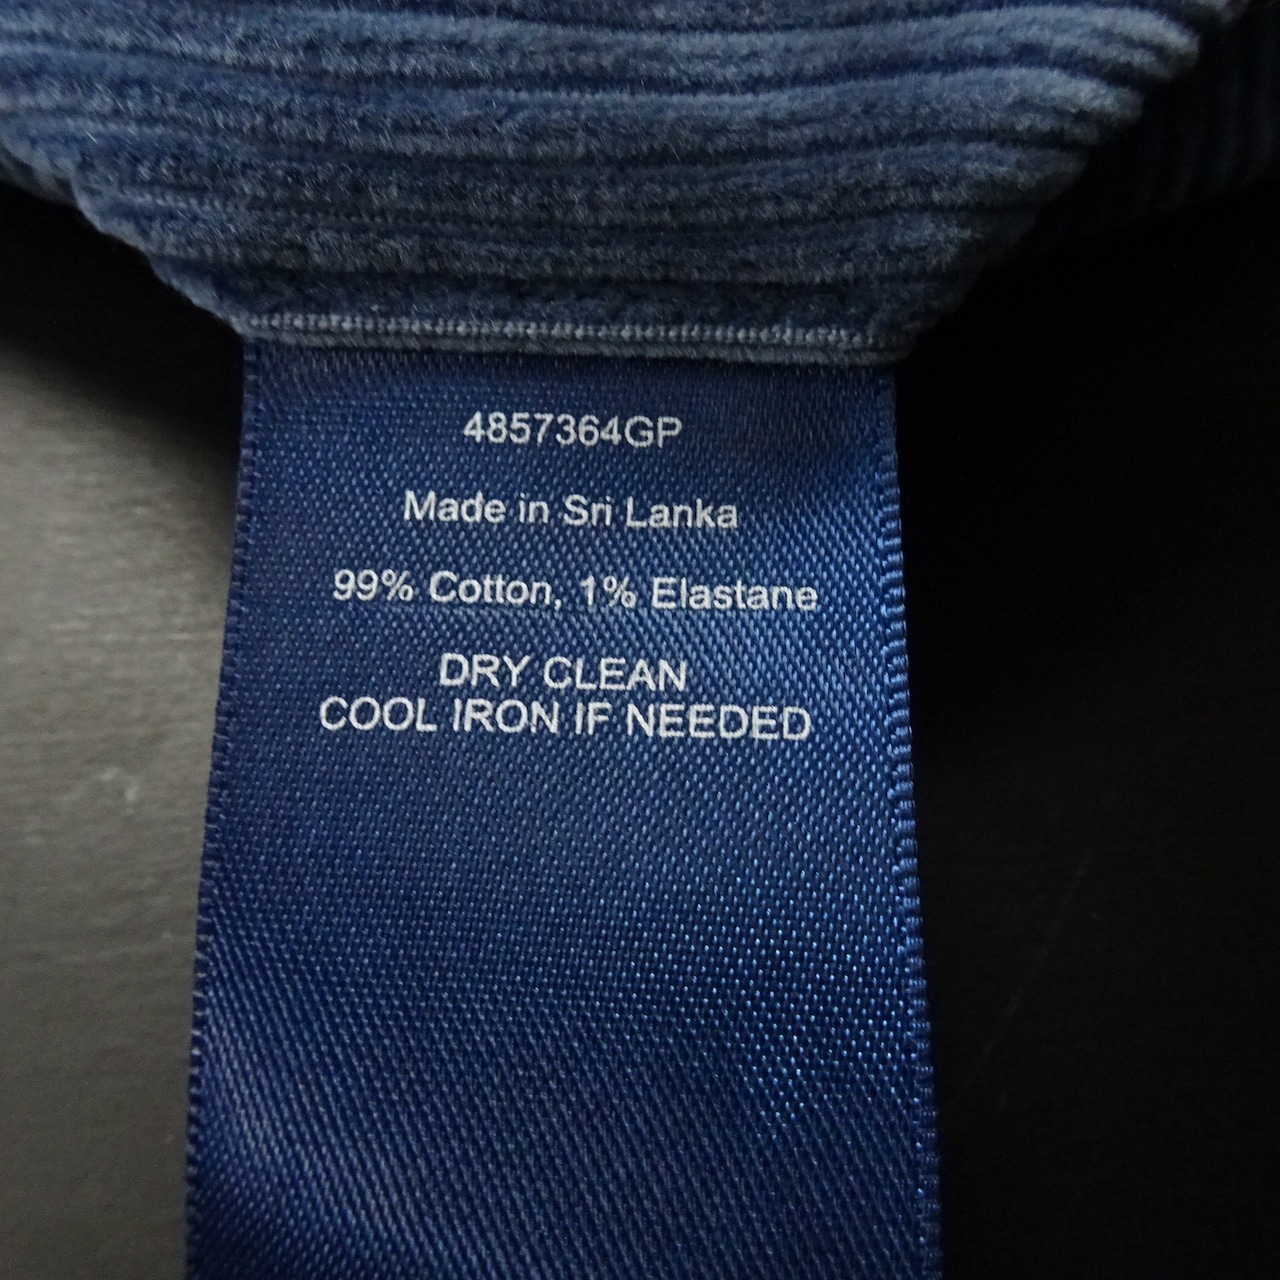 4857364GP
Made in Sri Lanka
99% Cotton, 1% Elastane
DRY CLEAN
COOL IRON IF NEEDED